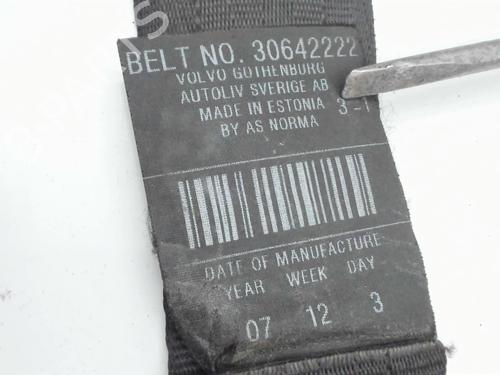 BELT NO. 30642222
VOLVO GOTHENBURG
AUTOLIV SVERIGE AB
MADE IN ESTONIA
BY AS NORMA
DATE OF MANUFACTURE
YEAR WEEK DAY
07 12 3